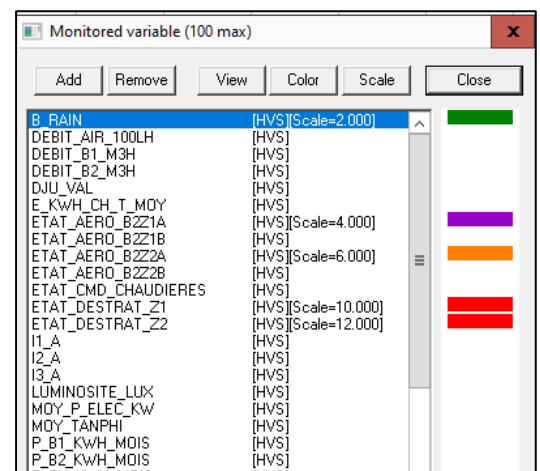 Monitored variable (100 max)
x
Add Remove View Color Scale Close
B_RAIN [HVS][Scale=2.000]
DEBIT_AIR_100LH [HVS]
DEBIT_B1_M3H [HVS]
DEBIT_B2_M3H [HVS]
DJU_VAL [HVS]
E_KWH_CH_T_MOY [HVS]
ETAT_AERO_B2Z1A [HVS][Scale=4.000]
ETAT_AERO_B2Z1B [HVS]
ETAT_AERO_B2Z2A [HVS][Scale=6.000]
ETAT_AERO_B2Z2B [HVS]
ETAT_CMD_CHAUDIERES [HVS]
ETAT_DESTRAT_Z1 [HVS][Scale=10.000]
ETAT_DESTRAT_Z2 [HVS][Scale=12.000]
I1_A [HVS]
I2_A [HVS]
I3_A [HVS]
LUMINOSITE_LUX [HVS]
MOY_P_ELEC_KW [HVS]
MOY_TANPHI [HVS]
P_B1_KWH_MOIS [HVS]
P_B2_KWH_MOIS [HVS]